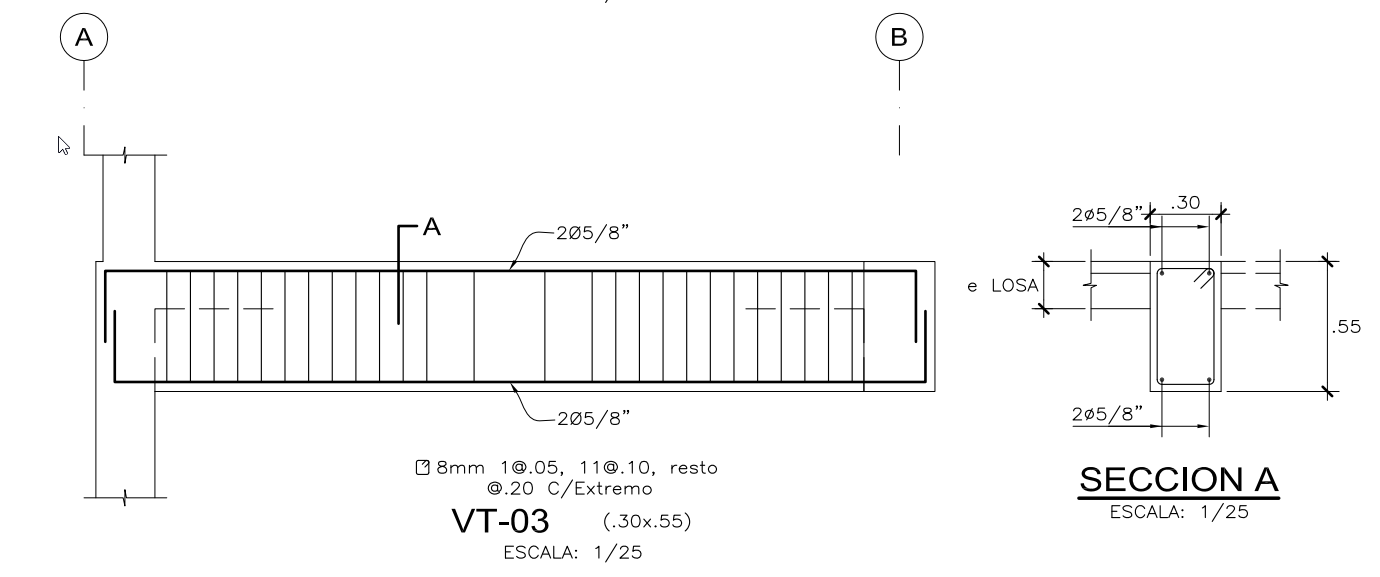 A
B
A
2Ø5/8"
2Ø5/8"
8mm 1@.05, 11@.10, resto
@.20 C/Extremo
VT-03 (.30x.55)
ESCALA: 1/25
2ø5/8"
.30
e LOSA
.55
2ø5/8"
SECCION A
ESCALA: 1/25